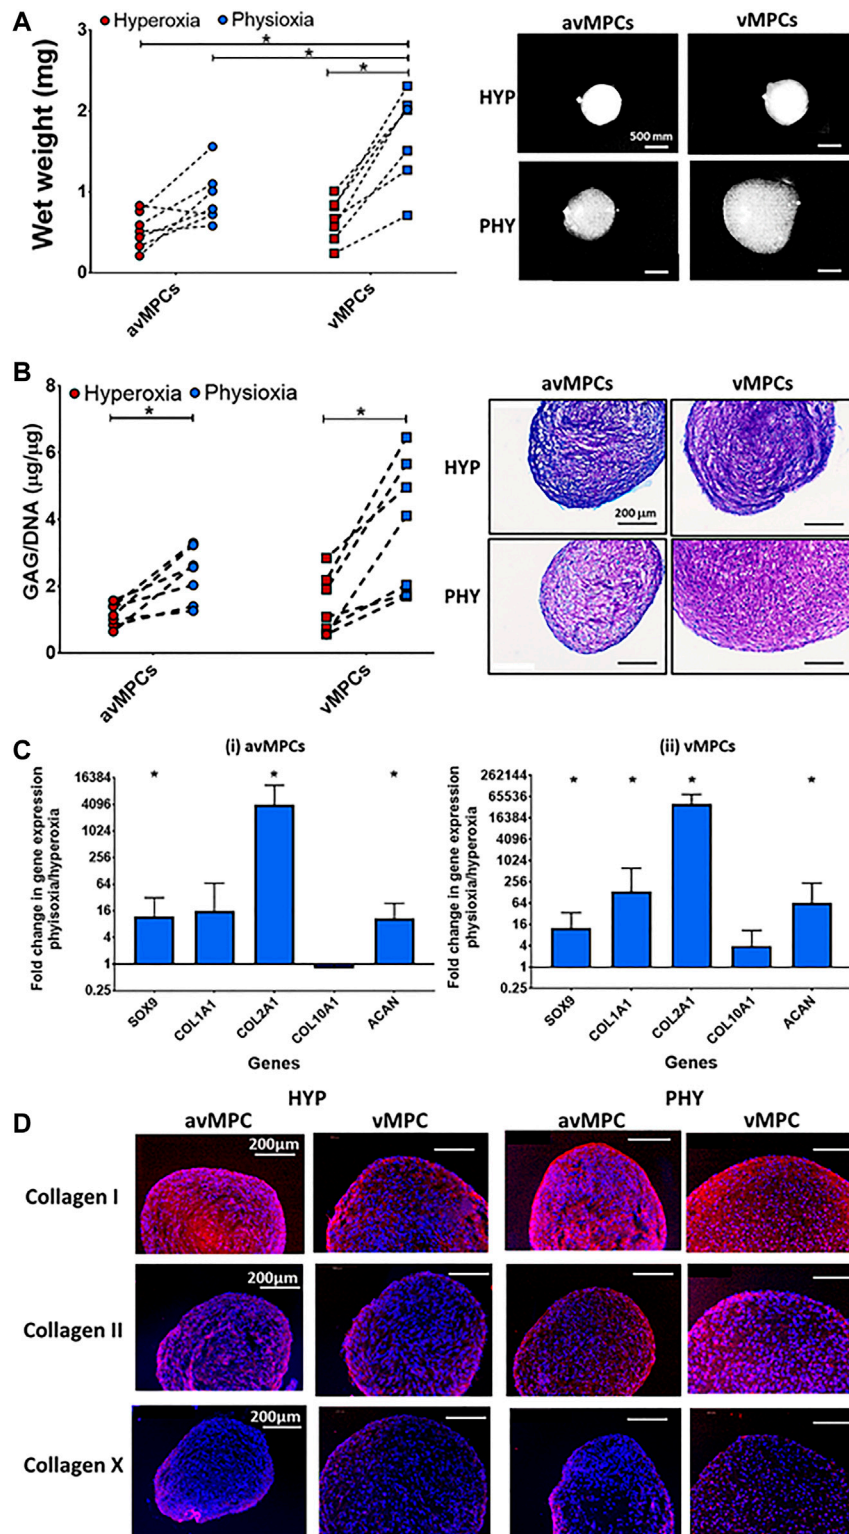 A
Hyperoxia Physioxia
Wet weight (mg)
3
2
1
0
*
*
*
avMPCs
vMPCs
avMPCs vMPCs
HYP
500 mm
PHY
B
Hyperoxia Physioxia
GAG/DNA (µg/µg)
8
6
4
2
0
*
*
avMPCs
vMPCs
avMPCs vMPCs
HYP
200 µm
PHY
C
(i) avMPCs
Fold change in gene expression
phyisoxia/hyperoxia
16384
4096
1024
256
64
16
4
1
0.25
* * *
SOX9 COL1A1 COL2A1 COL10A1 ACAN
Genes
(ii) vMPCs
Fold change in gene expression
physioxia/hyperoxia
262144
65536
16384
4096
1024
256
64
16
4
1
0.25
* * * *
SOX9 COL1A1 COL2A1 COL10A1 ACAN
Genes
D
HYP PHY
avMPC vMPC avMPC vMPC
Collagen I
200µm
Collagen II
200µm
Collagen X
200µm